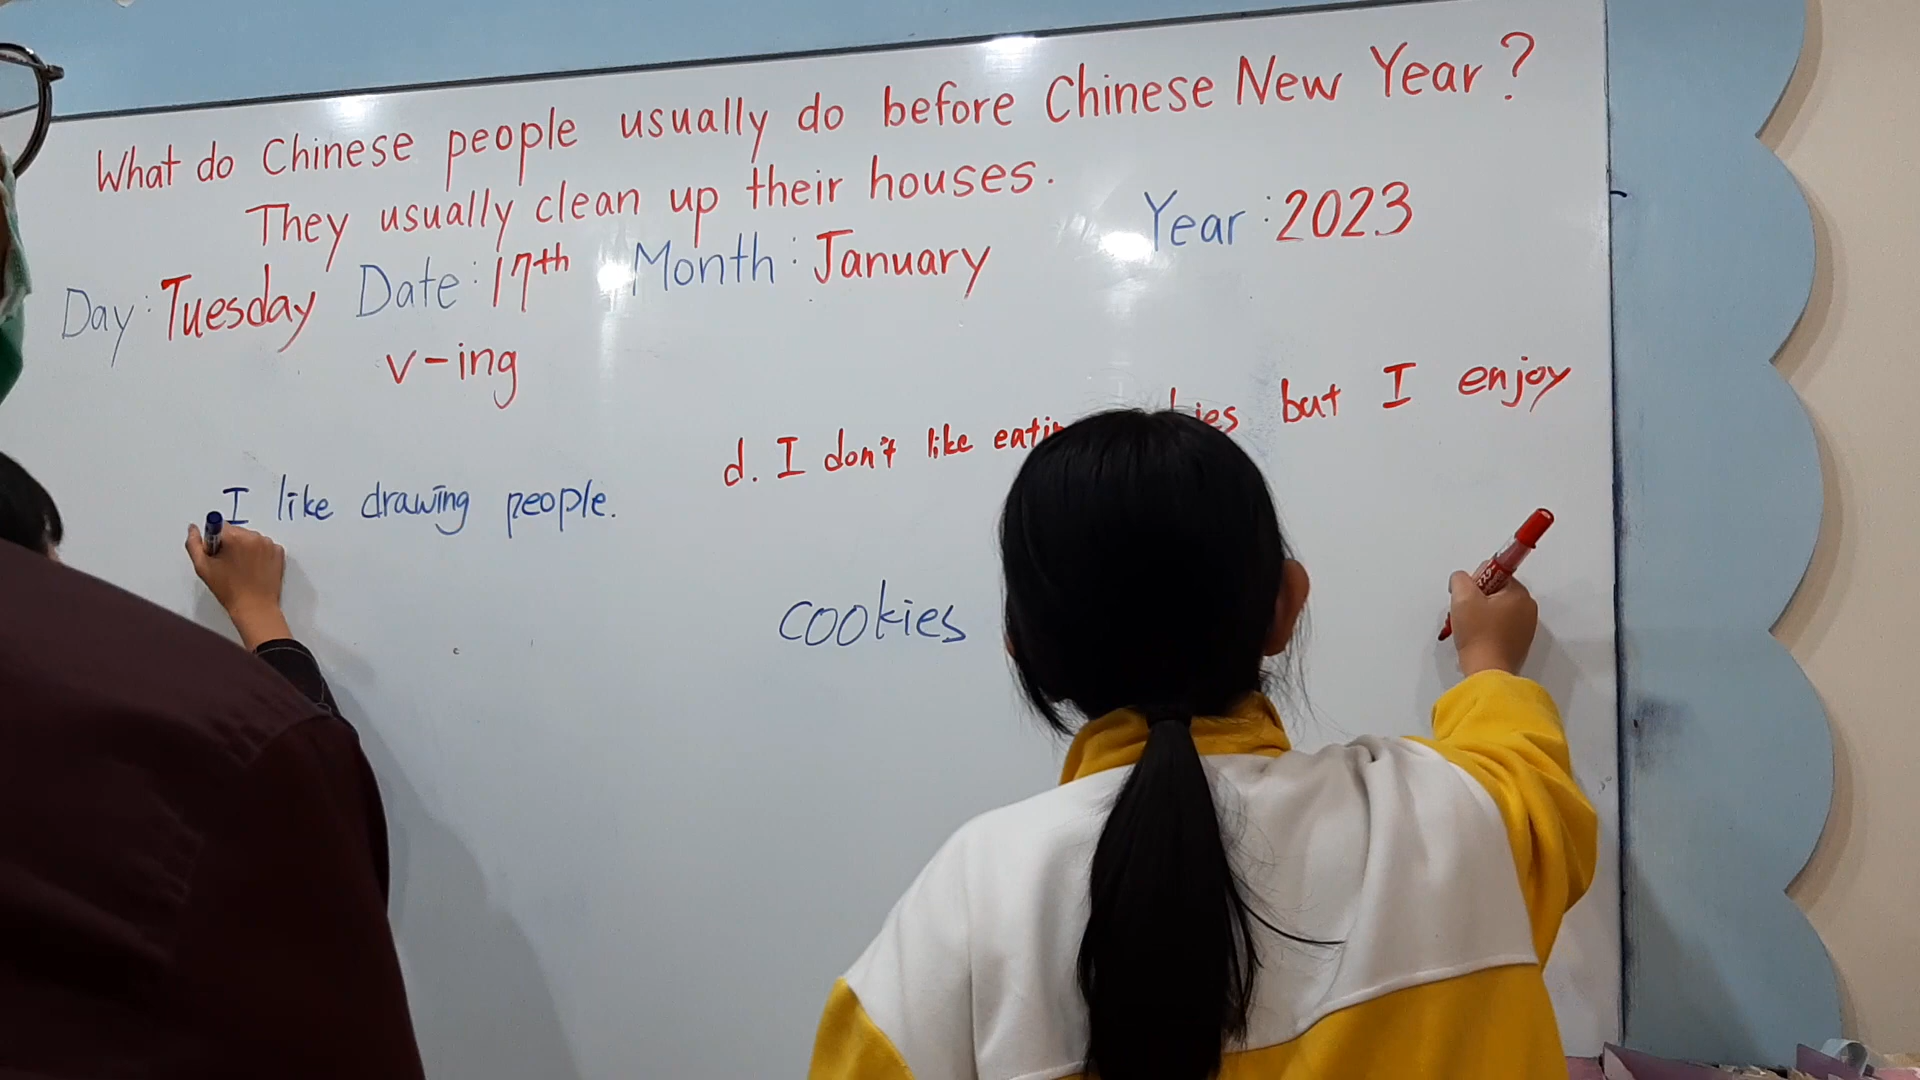 What do Chinese people usually do before Chinese New Year?
They usually clean up their houses.
Day: Tuesday Date: 17th Month: January Year: 2023
v-ing
d. I don't like but I enjoy
I like drawing people.
cookies